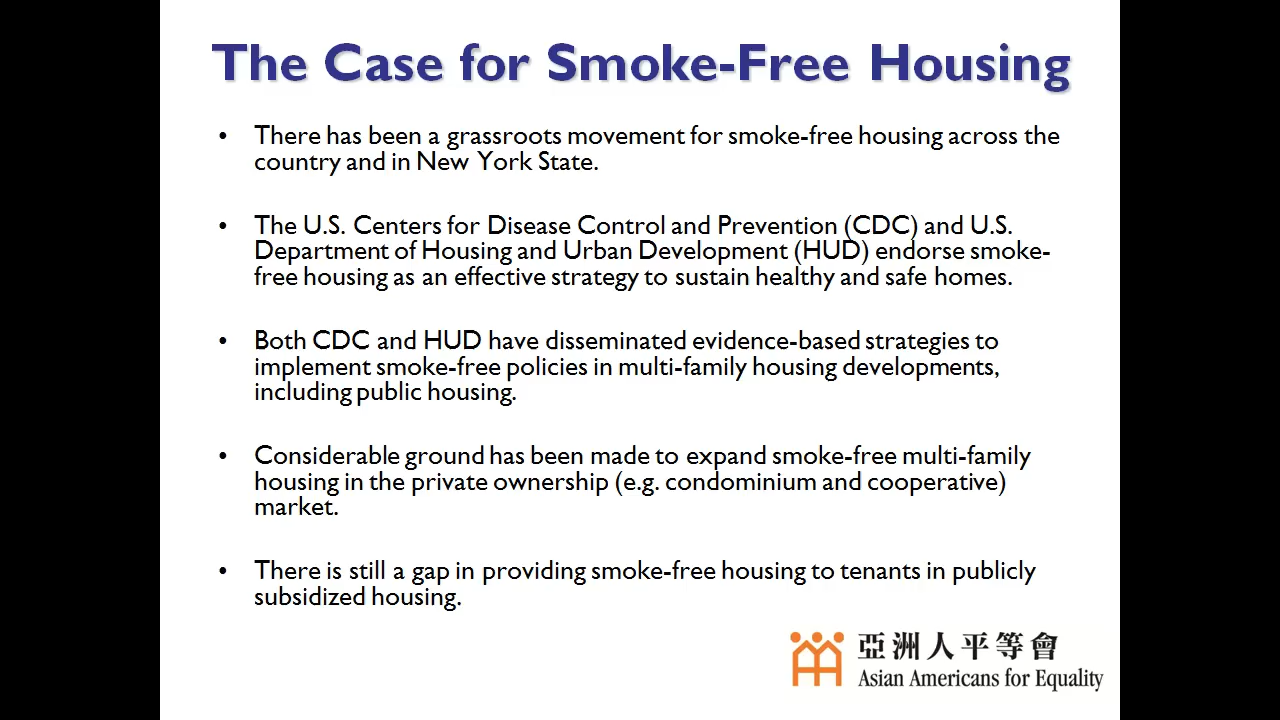 The Case for Smoke-Free Housing
• There has been a grassroots movement for smoke-free housing across the
country and in New York State.
• The U.S. Centers for Disease Control and Prevention (CDC) and U.S.
Department of Housing and Urban Development (HUD) endorse smoke-
free housing as an effective strategy to sustain healthy and safe homes.
• Both CDC and HUD have disseminated evidence-based strategies to
implement smoke-free policies in multi-family housing developments,
including public housing.
• Considerable ground has been made to expand smoke-free multi-family
housing in the private ownership (e.g. condominium and cooperative)
market.
• There is still a gap in providing smoke-free housing to tenants in publicly
subsidized housing.
亞洲人平等會
Asian Americans for Equality